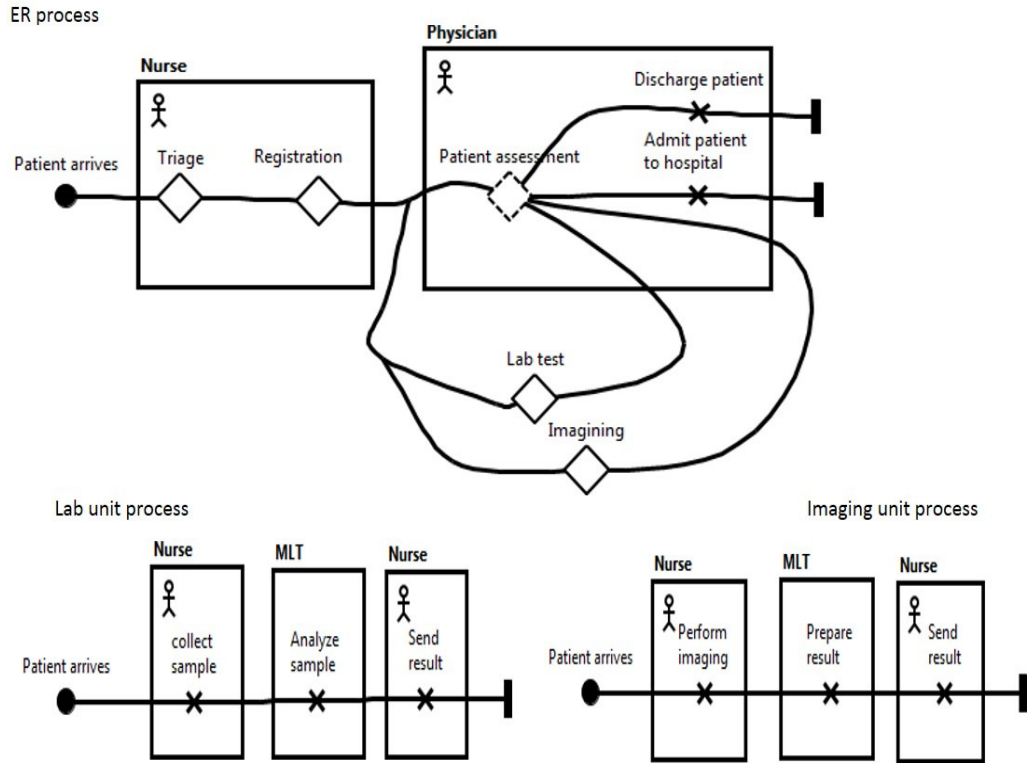 ER process
Physician
Nurse
Discharge patient
Patient arrives
Triage
Registration
Patient assessment
Admit patient
to hospital
Lab test
Imagining
Lab unit process
Imaging unit process
Nurse
MLT
Nurse
Patient arrives
collect
sample
Analyze
sample
Send
result
Nurse
MLT
Nurse
Patient arrives
Perform
imaging
Prepare
result
Send
result